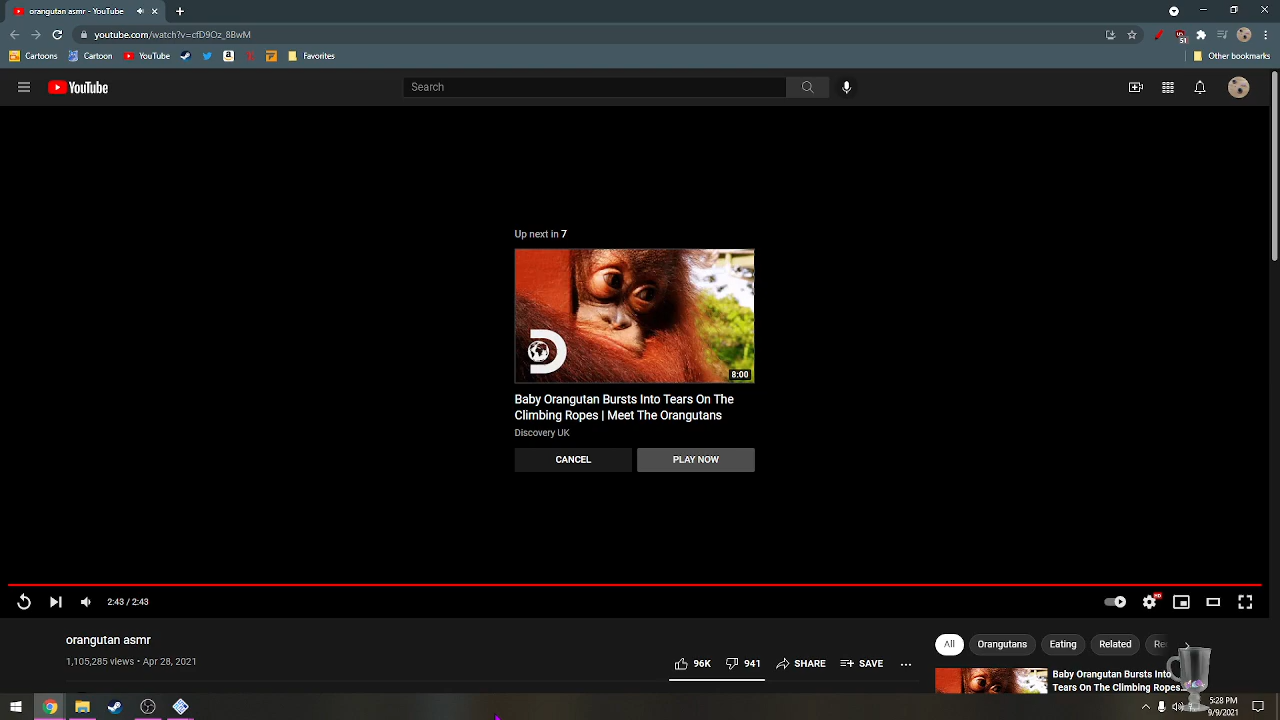 orangutan asmr - YouTube
youtube.com/watch?v=cfD9Oz_8BwM
51
Cartoons
Cartoon
YouTube
Favorites
Other bookmarks
YouTube
Search
Up next in 7
8:00
Baby Orangutan Bursts Into Tears On The
Climbing Ropes | Meet The Orangutans
Discovery UK
CANCEL
PLAY NOW
2:43 / 2:43
HD
orangutan asmr
1,105,285 views • Apr 28, 2021
96K
941
SHARE
SAVE
All
Orangutans
Eating
Related
Baby Orangutan Bursts Into
Tears On The Climbing Ropes
5:28 PM
9/9/2021